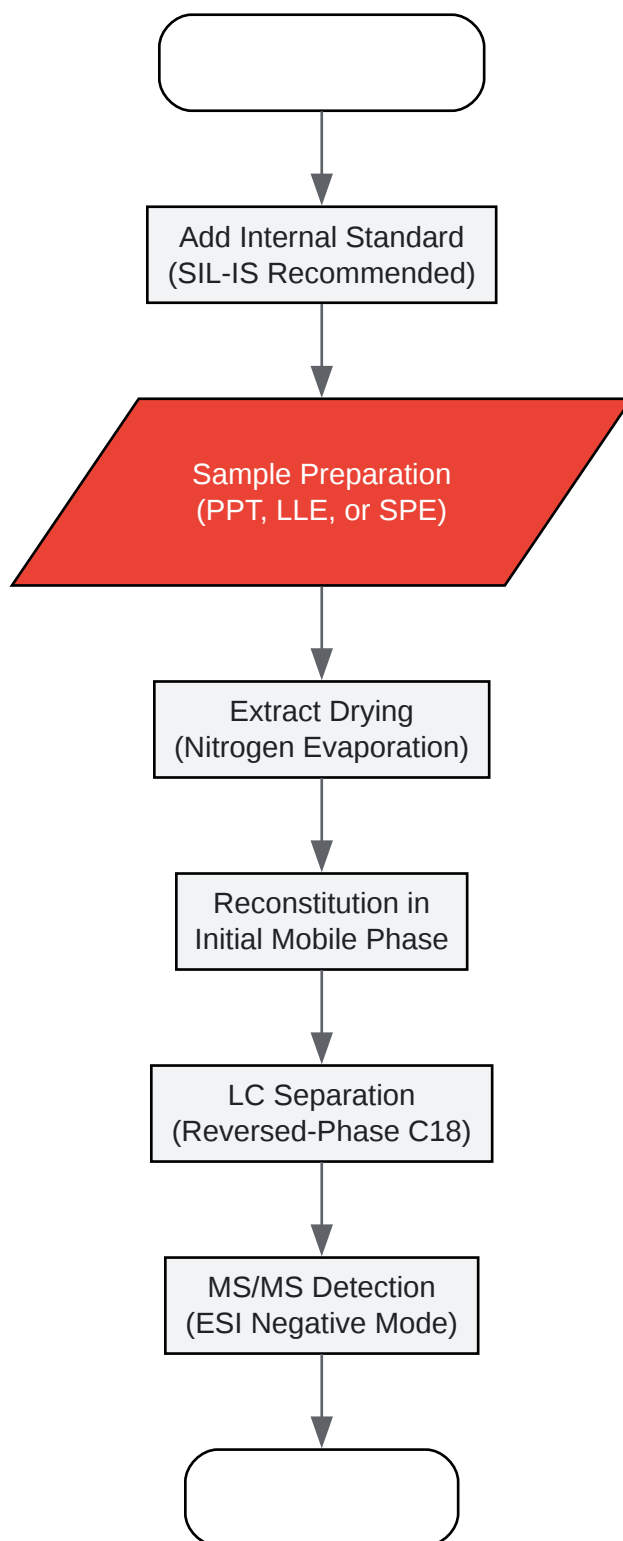 Add Internal Standard
(SIL-IS Recommended)
Sample Preparation
(PPT, LLE, or SPE)
Extract Drying
(Nitrogen Evaporation)
Reconstitution in
Initial Mobile Phase
LC Separation
(Reversed-Phase C18)
MS/MS Detection
(ESI Negative Mode)